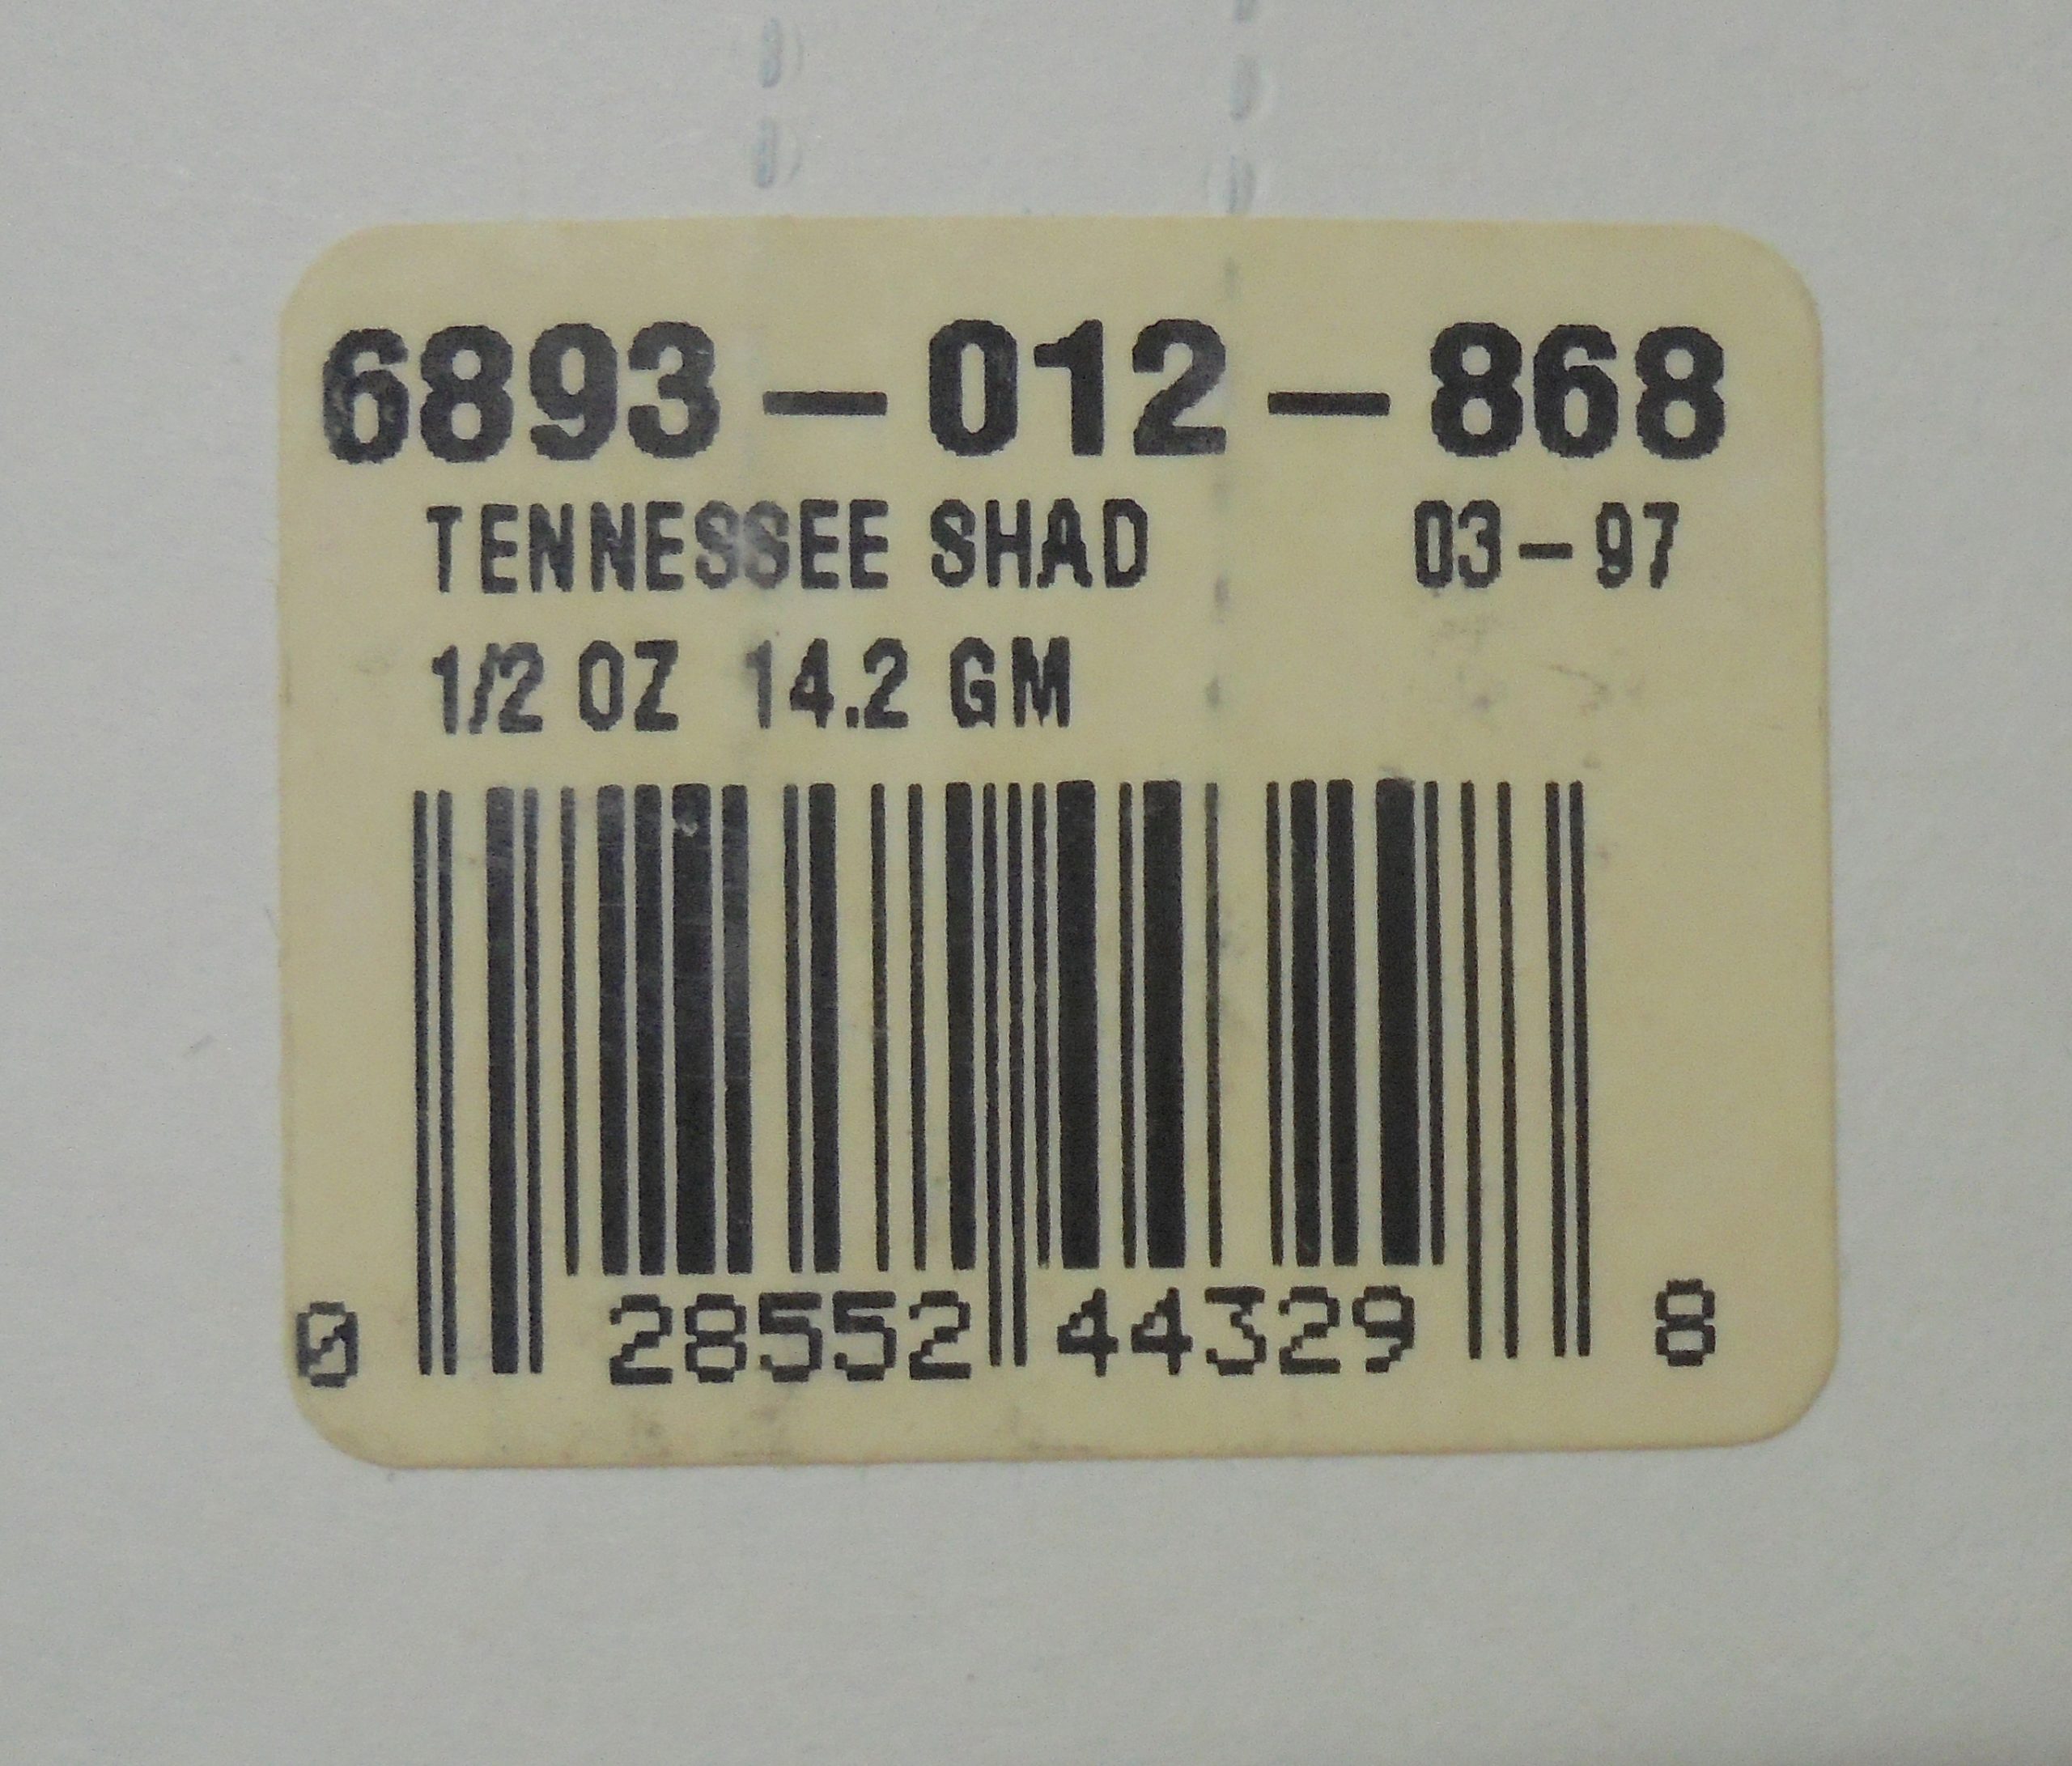 6893-012-868
TENNESSEE SHAD 03-97
1/2 OZ 14.2 GM
0 28552 44329 8